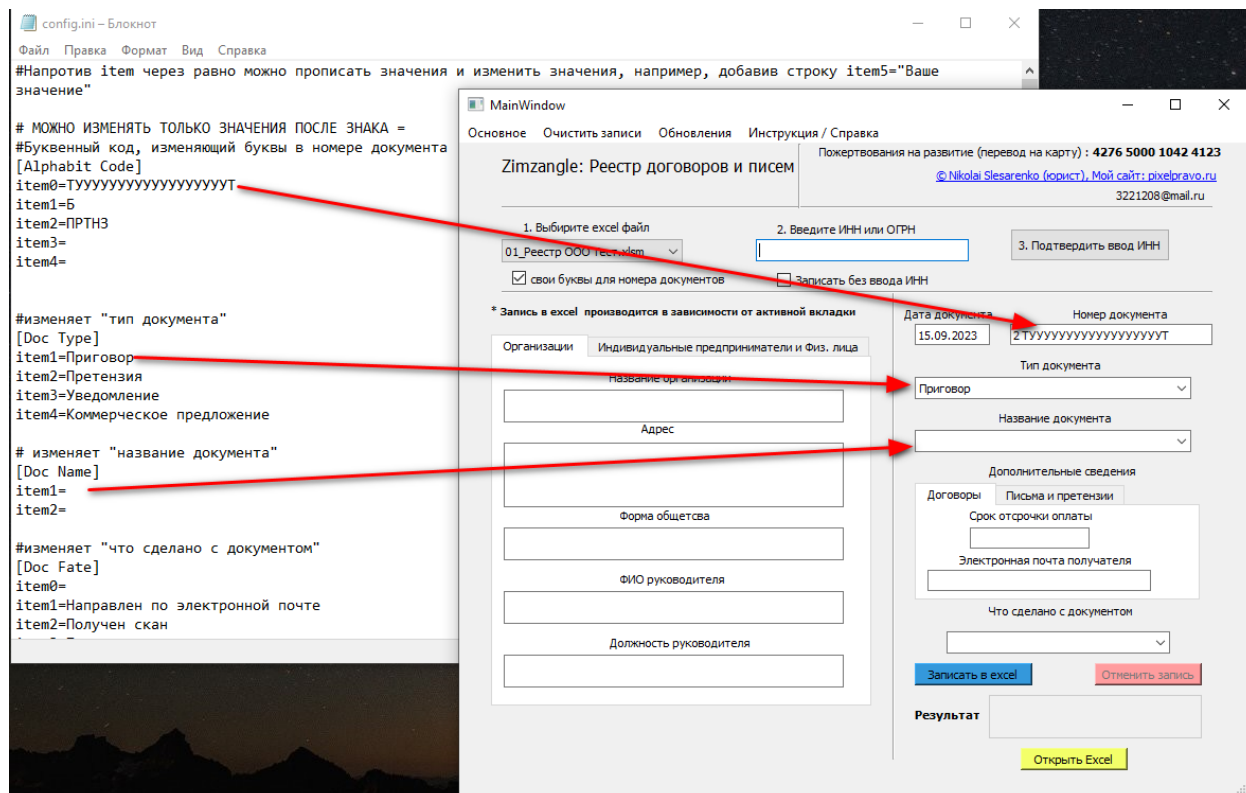 config.ini – Блокнот
Файл Правка Формат Вид Справка
#Напротив item через равно можно прописать значения и изменить значения, например, добавив строку item5="Ваше
значение"
# МОЖНО ИЗМЕНЯТЬ ТОЛЬКО ЗНАЧЕНИЯ ПОСЛЕ ЗНАКА =
#Буквенный код, изменяющий буквы в номере документа
[Alphabit Code]
item0=ТУУУУУУУУУУУУУУУУУУТ
item1=Б
item2=ПРТНЗ
item3=
item4=
#изменяет "тип документа"
[Doc Type]
item1=Приговор
item2=Претензия
item3=Уведомление
item4=Коммерческое предложение
# изменяет "название документа"
[Doc Name]
item1=
item2=
#изменяет "что сделано с документом"
[Doc Fate]
item0=
item1=Направлен по электронной почте
item2=Получен скан
MainWindow
Основное Очистить записи Обновления Инструкция / Справка
Zimzangle: Реестр договоров и писем
Пожертвования на развитие (перевод на карту) : 4276 5000 1042 4123
© Nikolai Slesarenko (юрист), Мой сайт: pixelpravo.ru
3221208@mail.ru
1. Выбирите excel файл
2. Введите ИНН или ОГРН
01_Реестр ООО Тест.xlsm
3. Подтвердить ввод ИНН
свои буквы для номера документов
Записать без ввода ИНН
* Запись в excel производится в зависимости от активной вкладки
Дата документа
Номер документа
15.09.2023
2 ТУУУУУУУУУУУУУУУУУУТ
Организации
Индивидуальные предприниматели и Физ. лица
Тип документа
Название организации
Приговор
Название документа
Адрес
Дополнительные сведения
Договоры
Письма и претензии
Срок отсрочки оплаты
Форма общетсва
Электронная почта получателя
ФИО руководителя
Что сделано с документом
Должность руководителя
Записать в excel
Отменить запись
Результат
Открыть Excel